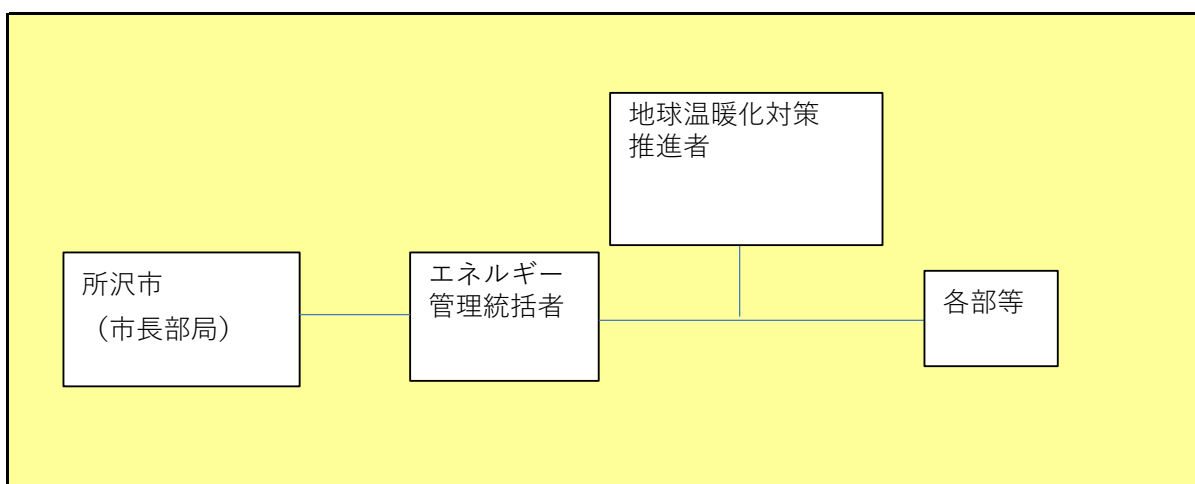 地球温暖化対策
推進者
所沢市
（市長部局）
エネルギー
管理統括者
各部等